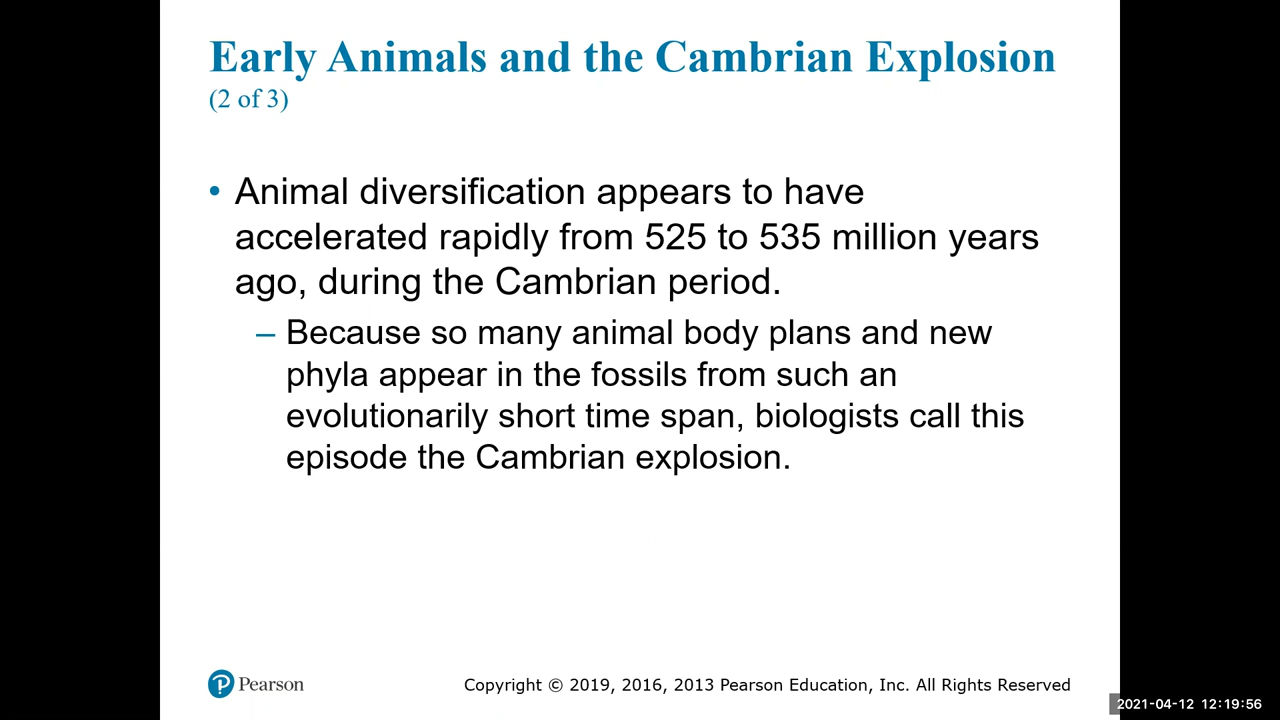 Early Animals and the Cambrian Explosion
(2 of 3)
• Animal diversification appears to have
accelerated rapidly from 525 to 535 million years
ago, during the Cambrian period.
– Because so many animal body plans and new
phyla appear in the fossils from such an
evolutionarily short time span, biologists call this
episode the Cambrian explosion.
P Pearson
Copyright © 2019, 2016, 2013 Pearson Education, Inc. All Rights Reserved
2021-04-12 12:19:56